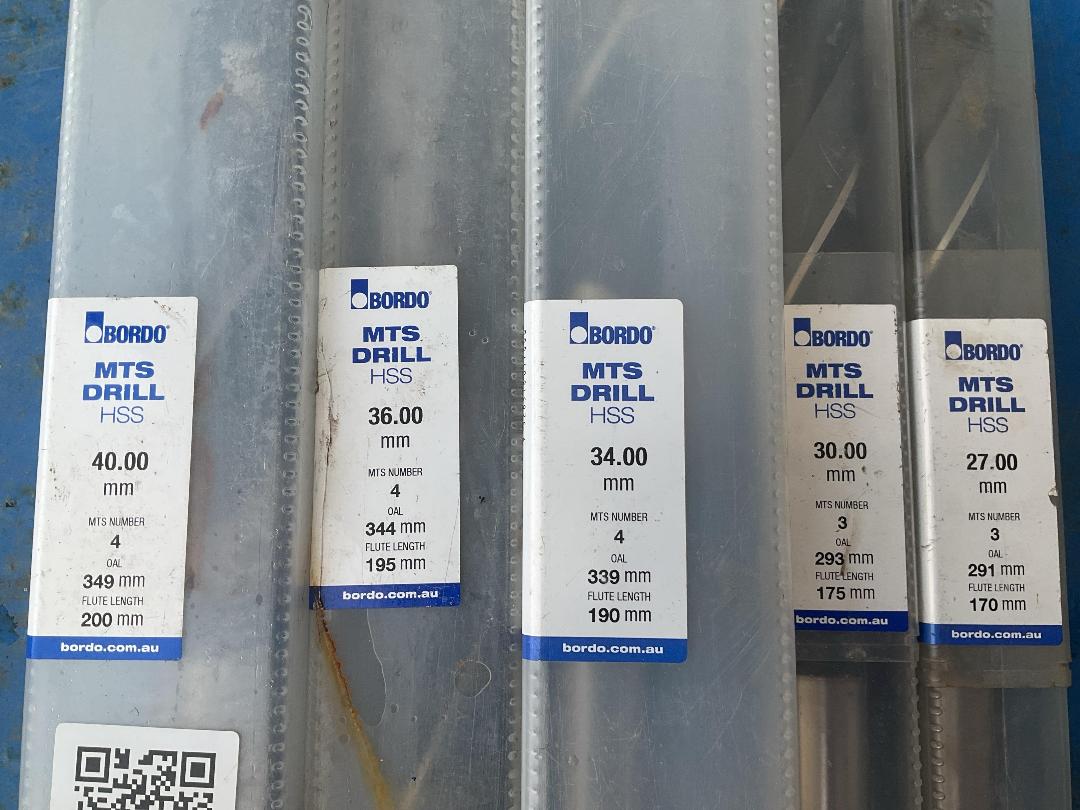 BORDO®
MTS
DRILL
HSS
40.00
mm
MTS NUMBER
4
OAL
349 mm
FLUTE LENGTH
200 mm
bordo.com.au
BORDO®
MTS
DRILL
HSS
36.00
mm
MTS NUMBER
4
OAL
344 mm
FLUTE LENGTH
195 mm
bordo.com.au
BORDO®
MTS
DRILL
HSS
34.00
mm
MTS NUMBER
4
OAL
339 mm
FLUTE LENGTH
190 mm
bordo.com.au
BORDO®
MTS
DRILL
HSS
30.00
mm
MTS NUMBER
3
OAL
293 mm
FLUTE LENGTH
175 mm
bordo.com.au
BORDO®
MTS
DRILL
HSS
27.00
mm
MTS NUMBER
3
OAL
291 mm
FLUTE LENGTH
170 mm
bordo.com.au